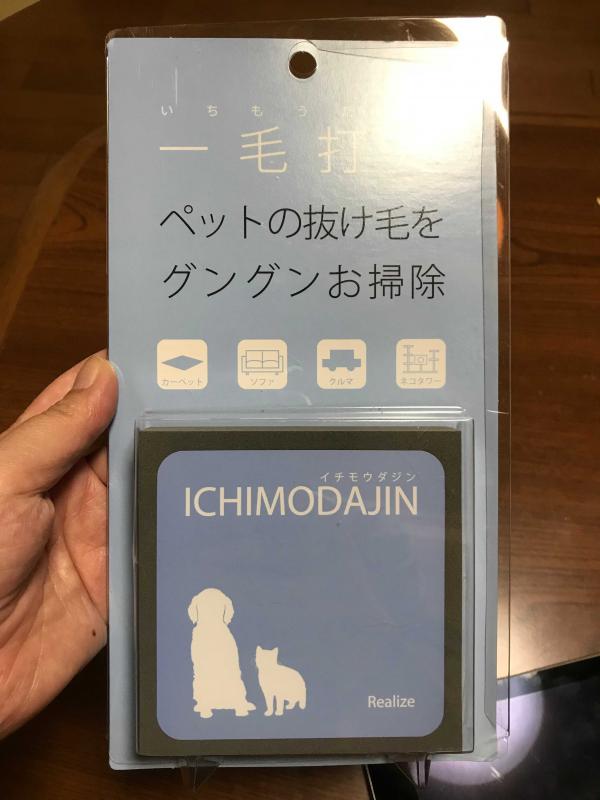 いちもうだ
一毛打
ペットの抜け毛を
グングンお掃除
カーペット ソファ クルマ ネコタワー
イチモウダジン
ICHIMODAJIN
Realize